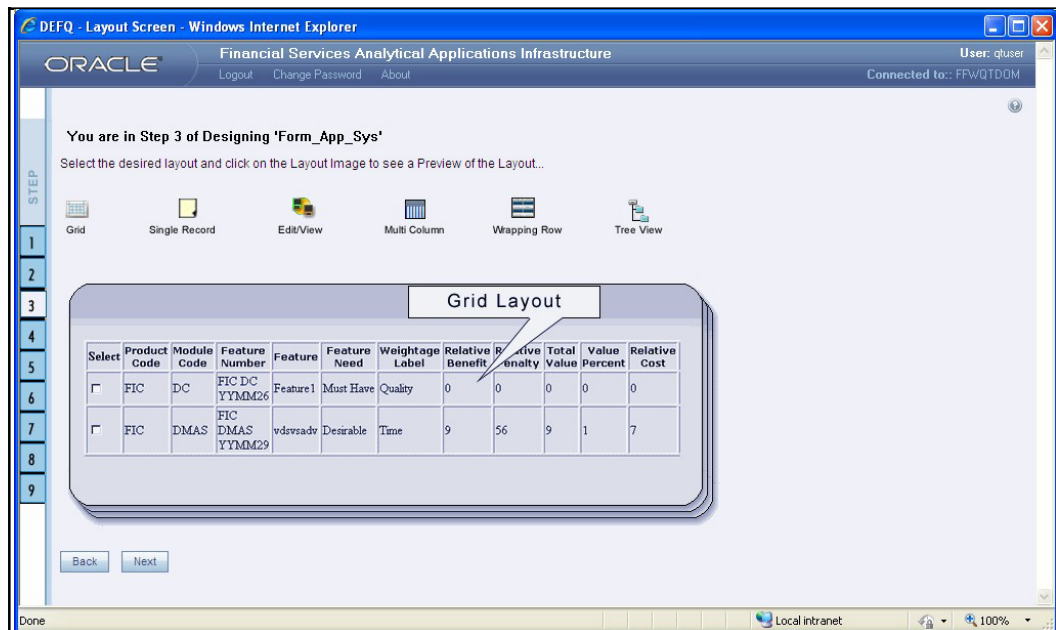 DEFQ - Layout Screen - Windows Internet Explorer
ORACLE
Financial Services Analytical Applications Infrastructure
User: qtuser
Logout Change Password About
Connected to:: FFWQTDOM
You are in Step 3 of Designing 'Form_App_Sys'
Select the desired layout and click on the Layout Image to see a Preview of the Layout...
STEP
Grid Single Record Edit/View Multi Column Wrapping Row Tree View
1
2
3
4
5
6
7
8
9
Grid Layout
Select Product Code Module Code Feature Number Feature Feature Need Weightage Label Relative Benefit Total Value Value Percent Relative Cost
FIC DC FIC DC YYMM26 Feature1 Must Have Quality 0 0 0 0 0
FIC DMAS FIC DMAS YYMM29 vdsvsadv Desirable Time 9 56 9 1 7
Back Next
Done
Local intranet
100%